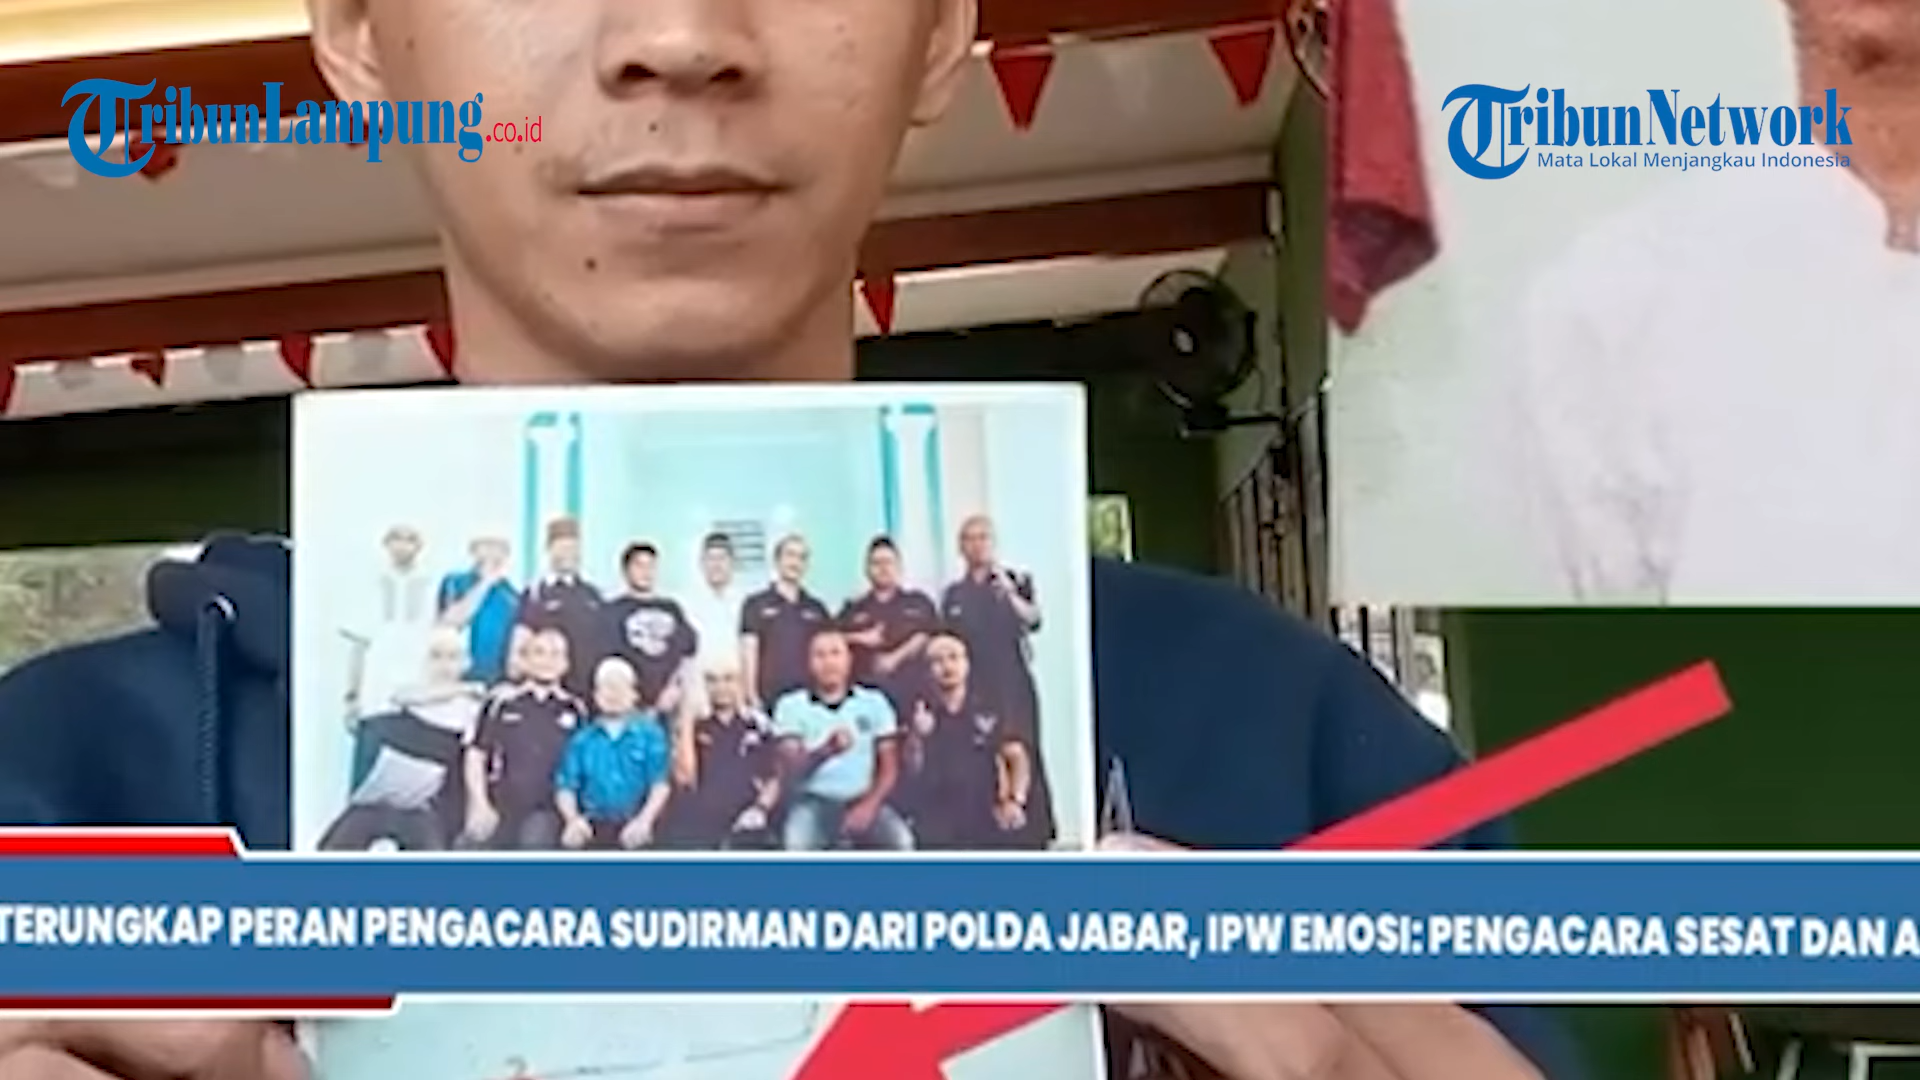 TribunLampung.co.id
TribunNetwork
Mata Lokal Menjangkau Indonesia
TERUNGKAP PERAN PENGACARA SUDIRMAN DARI POLDA JABAR, IPW EMOSI: PENGACARA SESAT DAN A